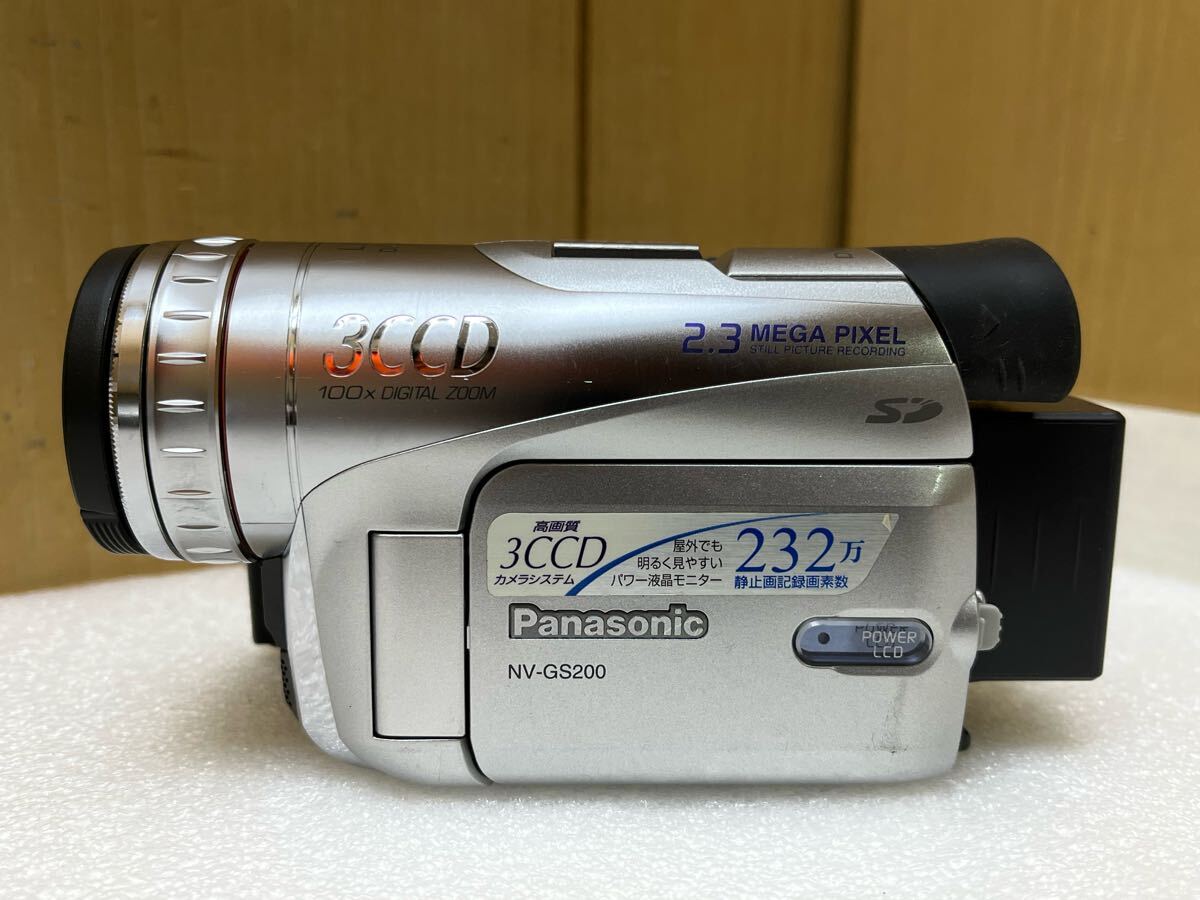 3CCD
100x DIGITAL ZOOM
2.3 MEGA PIXEL
STILL PICTURE RECORDING
SD
高画質
3CCD
カメラシステム
屋外でも
明るく見やすい
パワー液晶モニター
232万
静止画記録画素数
Panasonic
POWER
LCD
NV-GS200